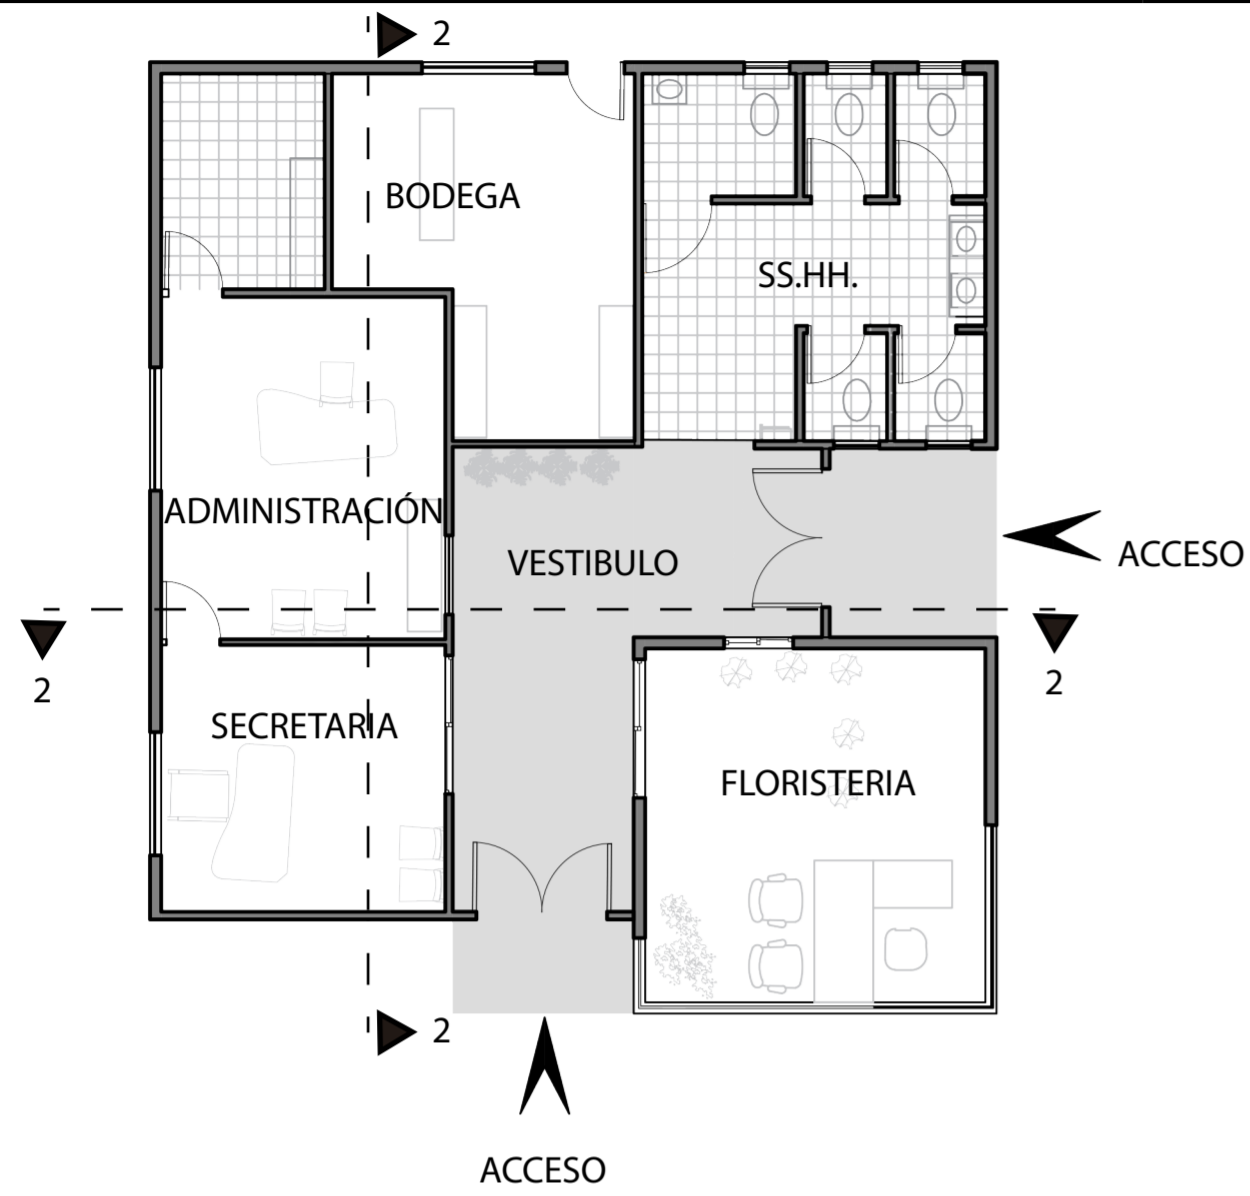 2
BODEGA
SS.HH.
ADMINISTRACIÓN
VESTIBULO
ACCESO
2
2
SECRETARIA
FLORISTERIA
2
ACCESO